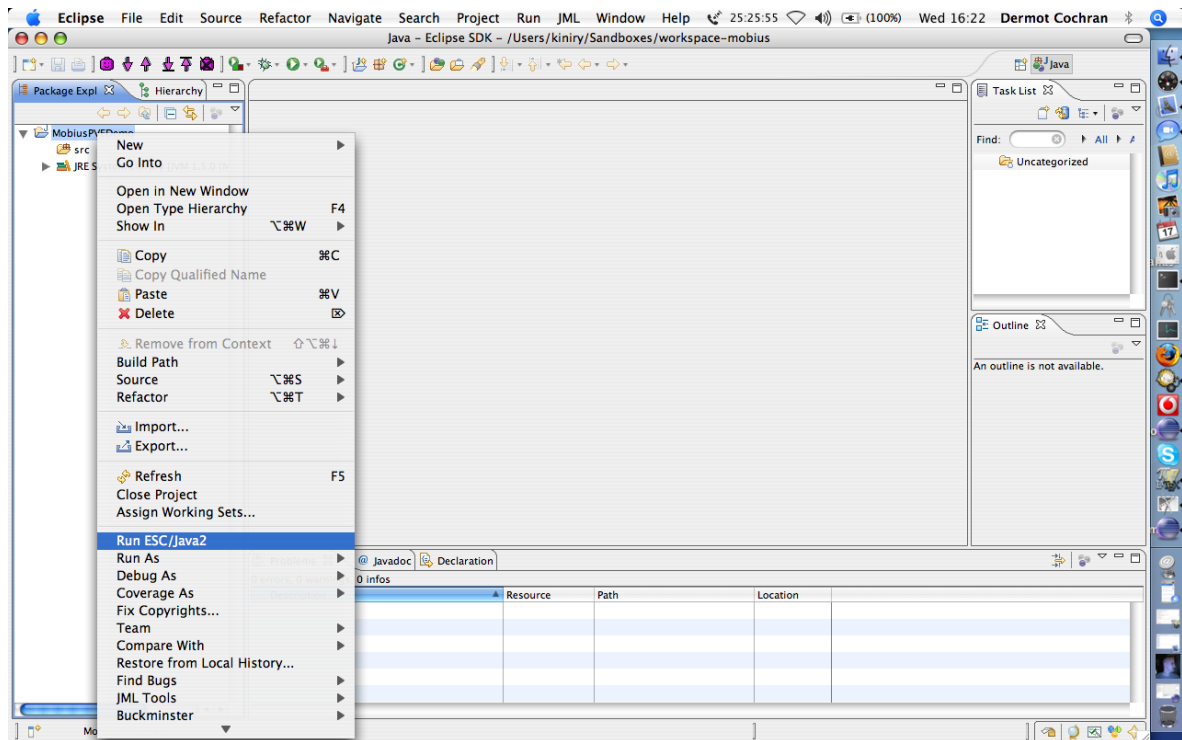 Eclipse File Edit Source Refactor Navigate Search Project Run JML Window Help 25:25:55 (100%) Wed 16:22 Dermot Cochran
Java - Eclipse SDK - /Users/kiniry/Sandboxes/workspace-mobius
Java
Package Expl Hierarchy
Task List
Find: All
Uncategorized
src
JRE S
New
Go Into
Open in New Window
Open Type Hierarchy F4
Show In ⌥⌘W
Copy ⌘C
Copy Qualified Name
Paste ⌘V
Delete ⌦
Remove from Context ⇧⌥⌘↓
Build Path
Source ⌥⌘S
Refactor ⌥⌘T
Import...
Export...
Refresh F5
Close Project
Assign Working Sets...
Run ESC/Java2
Run As
Debug As
Coverage As
Fix Copyrights...
Team
Compare With
Restore from Local History...
Find Bugs
JML Tools
Buckminster
Outline
An outline is not available.
@ Javadoc Declaration
0 infos
Resource Path Location
Mo
17